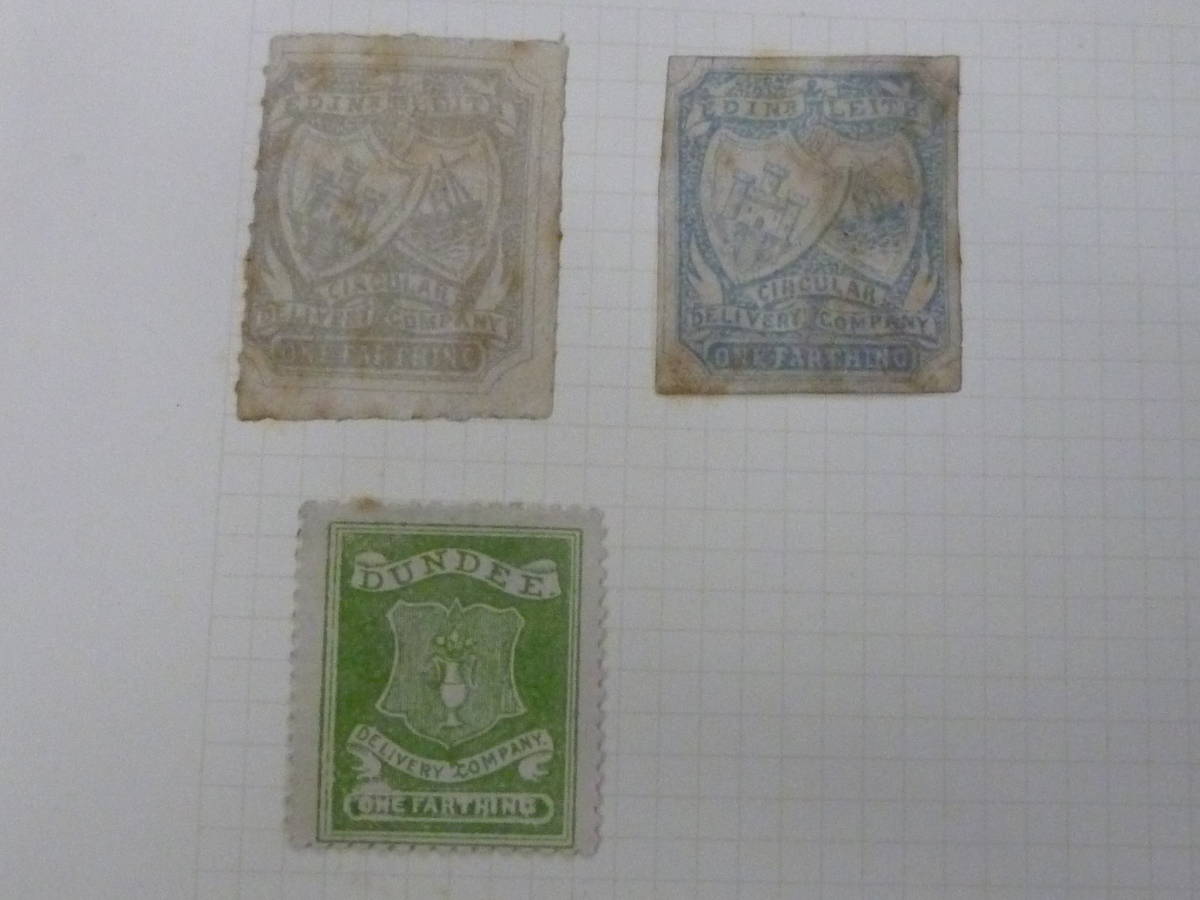 EDINR & LEITH
CIRCULAR
DELIVERY COMPANY
ONE FARTHING
&
EDINR LEITH
CIRCULAR
DELIVERY COMPANY
ONE FARTHING
DUNDEE
DELIVERY COMPANY.
ONE FARTHING